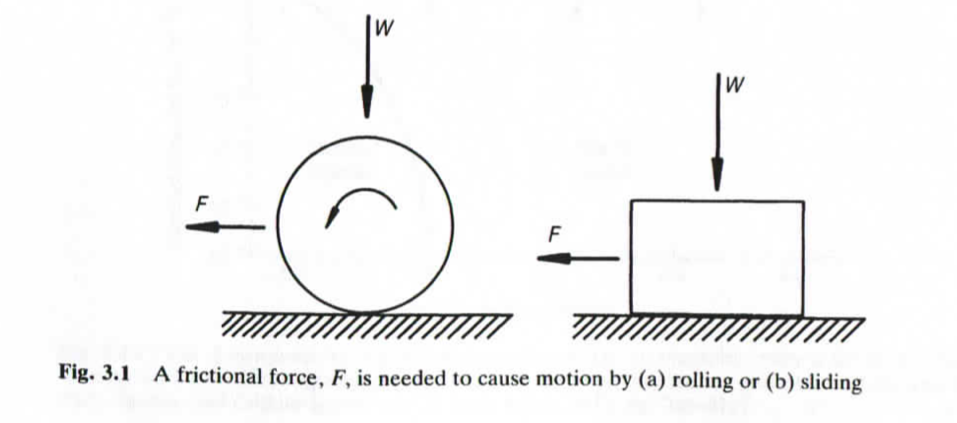 W
W
F
F
Fig. 3.1 A frictional force, F, is needed to cause motion by (a) rolling or (b) sliding